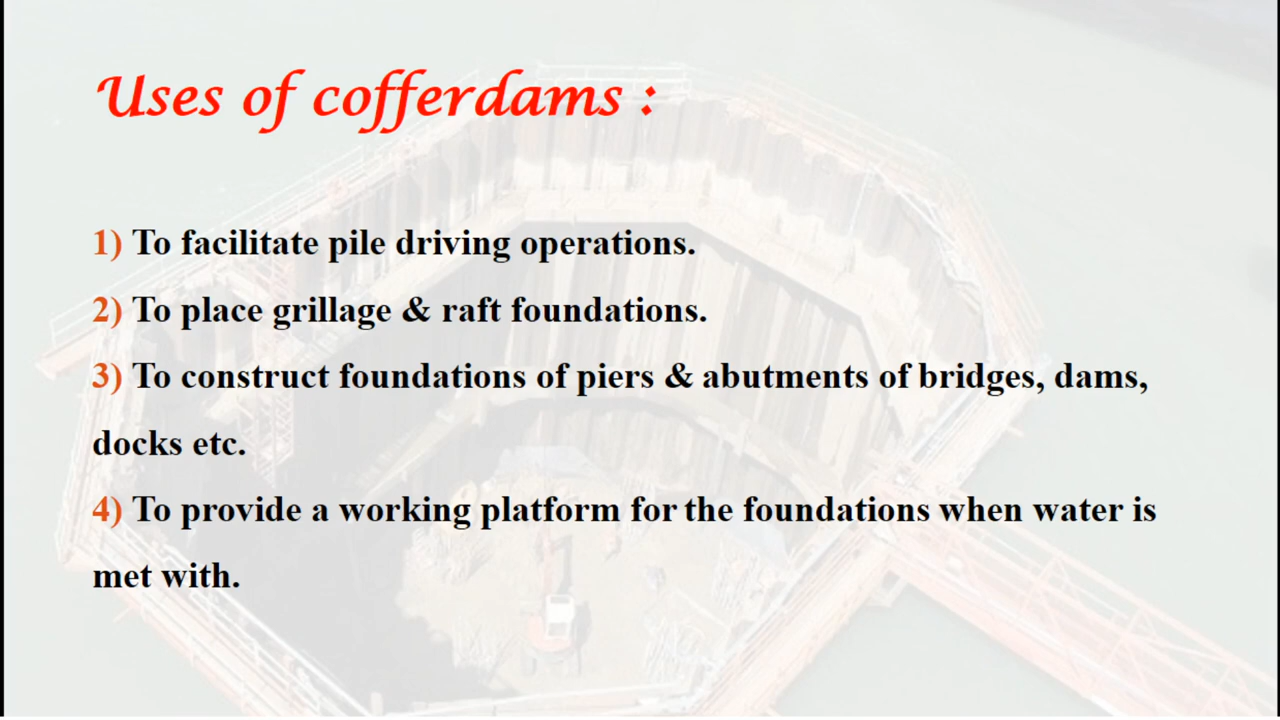 Uses of cofferdams :
1) To facilitate pile driving operations.
2) To place grillage & raft foundations.
3) To construct foundations of piers & abutments of bridges, dams,
docks etc.
4) To provide a working platform for the foundations when water is
met with.